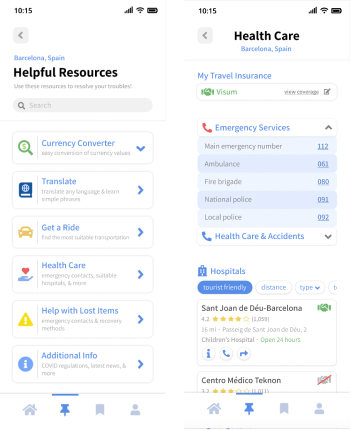 10:15
Barcelona, Spain
Helpful Resources
Use these resources to resolve your troubles!
Search
Currency Converter
easy conversion of currency values
Translate
translate any language & learn
simple phrases
Get a Ride
find the most suitable transportation
Health Care
emergency contacts, suitable
hospitals, & more
Help with Lost Items
emergency contacts & recovery
methods
Additional Info
COVID regulations, latest news, &
more
10:15
Health Care
Barcelona, Spain
My Travel Insurance
Visum
view coverage
Emergency Services
Main emergency number 112
Ambulance 061
Fire brigade 080
National police 091
Local police 092
Health Care & Accidents
Hospitals
tourist friendly
distance
type
Sant Joan de Déu-Barcelona
4.2 (1,059)
16 mi · Passeig de Sant Joan de Déu, 2
Children's Hospital · Open 24 hours
Centro Médico Teknon